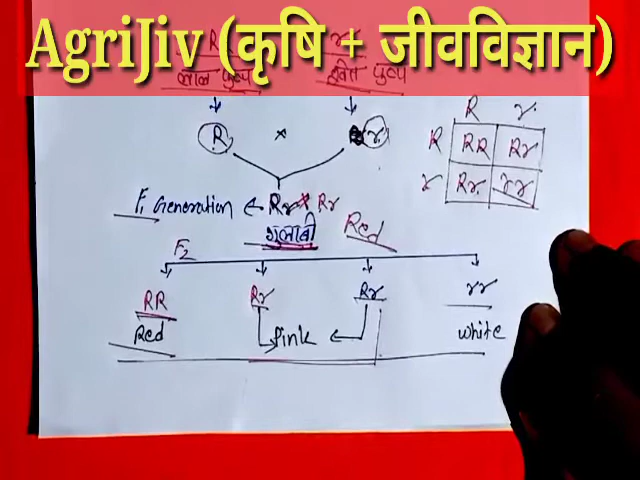 AgriJiv (कृषि + जीवविज्ञान)
लाल पुष्प
R × r
R r
R RR Rr
r Rr rr
F1 Generation ← Rr × Rr
गुलाबी Red
F2
RR Rr Rr rr
Red Pink White